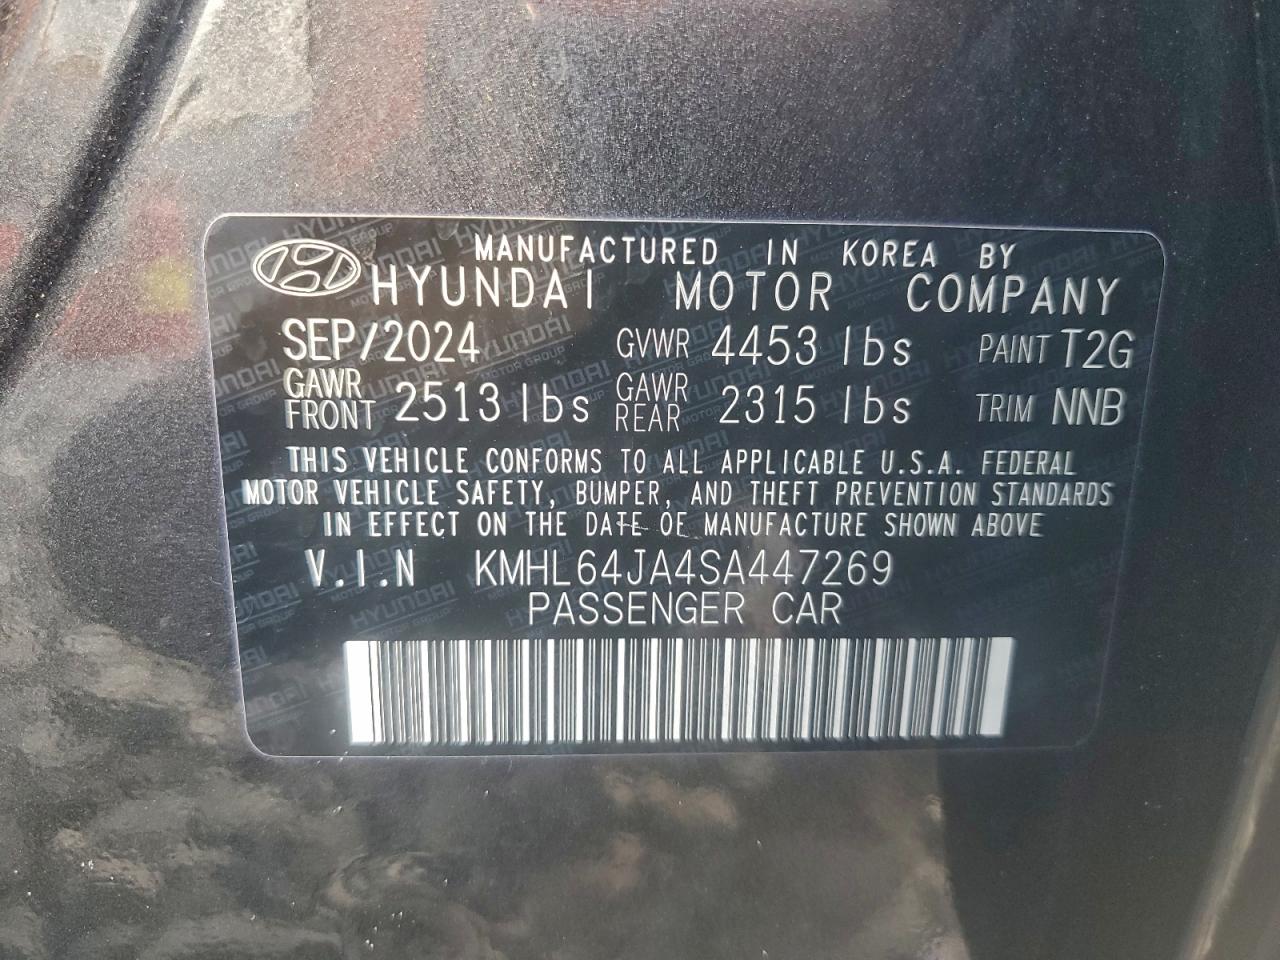 MANUFACTURED IN KOREA BY
HYUNDAI MOTOR COMPANY
SEP/2024 GVWR 4453 lbs PAINT T2G
GAWR FRONT 2513 lbs GAWR REAR 2315 lbs TRIM NNB
THIS VEHICLE CONFORMS TO ALL APPLICABLE U.S.A. FEDERAL
MOTOR VEHICLE SAFETY, BUMPER, AND THEFT PREVENTION STANDARDS
IN EFFECT ON THE DATE OF MANUFACTURE SHOWN ABOVE
V.I.N KMHL64JA4SA447269
PASSENGER CAR